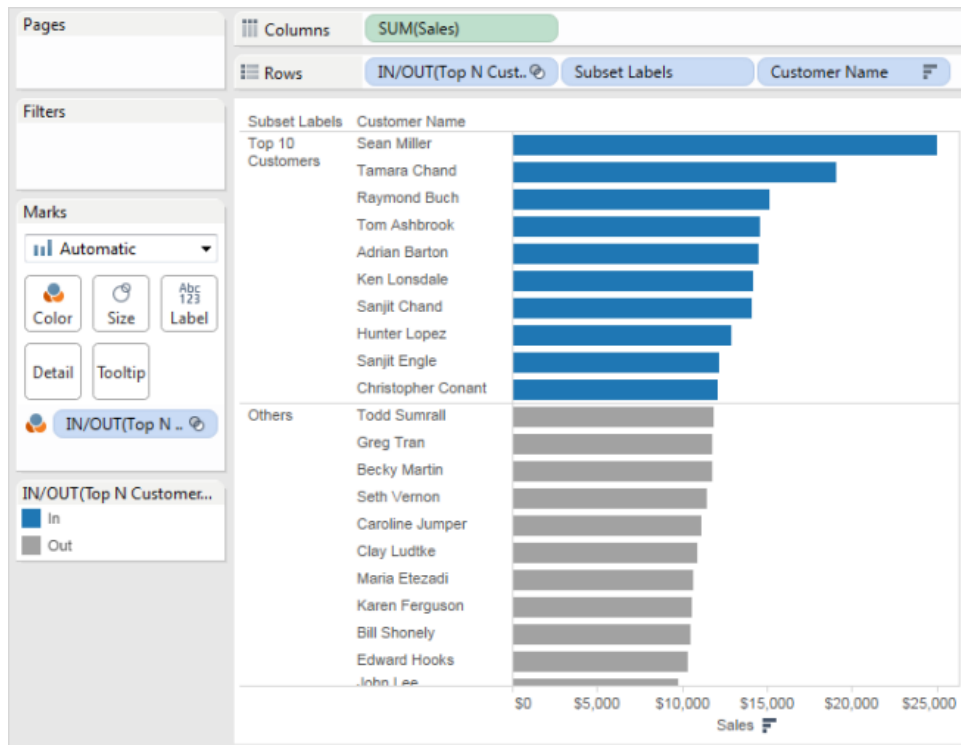 Pages
Columns
SUM(Sales)
Rows
IN/OUT(Top N Cust..
Subset Labels
Customer Name
Filters
Marks
Automatic
Color
Size
Abc
123
Label
Detail
Tooltip
IN/OUT(Top N ..
IN/OUT(Top N Customer...
In
Out
Subset Labels Customer Name
Top 10
Customers
Sean Miller
Tamara Chand
Raymond Buch
Tom Ashbrook
Adrian Barton
Ken Lonsdale
Sanjit Chand
Hunter Lopez
Sanjit Engle
Christopher Conant
Others
Todd Sumrall
Greg Tran
Becky Martin
Seth Vernon
Caroline Jumper
Clay Ludtke
Maria Etezadi
Karen Ferguson
Bill Shonely
Edward Hooks
John Lee
$0 $5,000 $10,000 $15,000 $20,000 $25,000
Sales